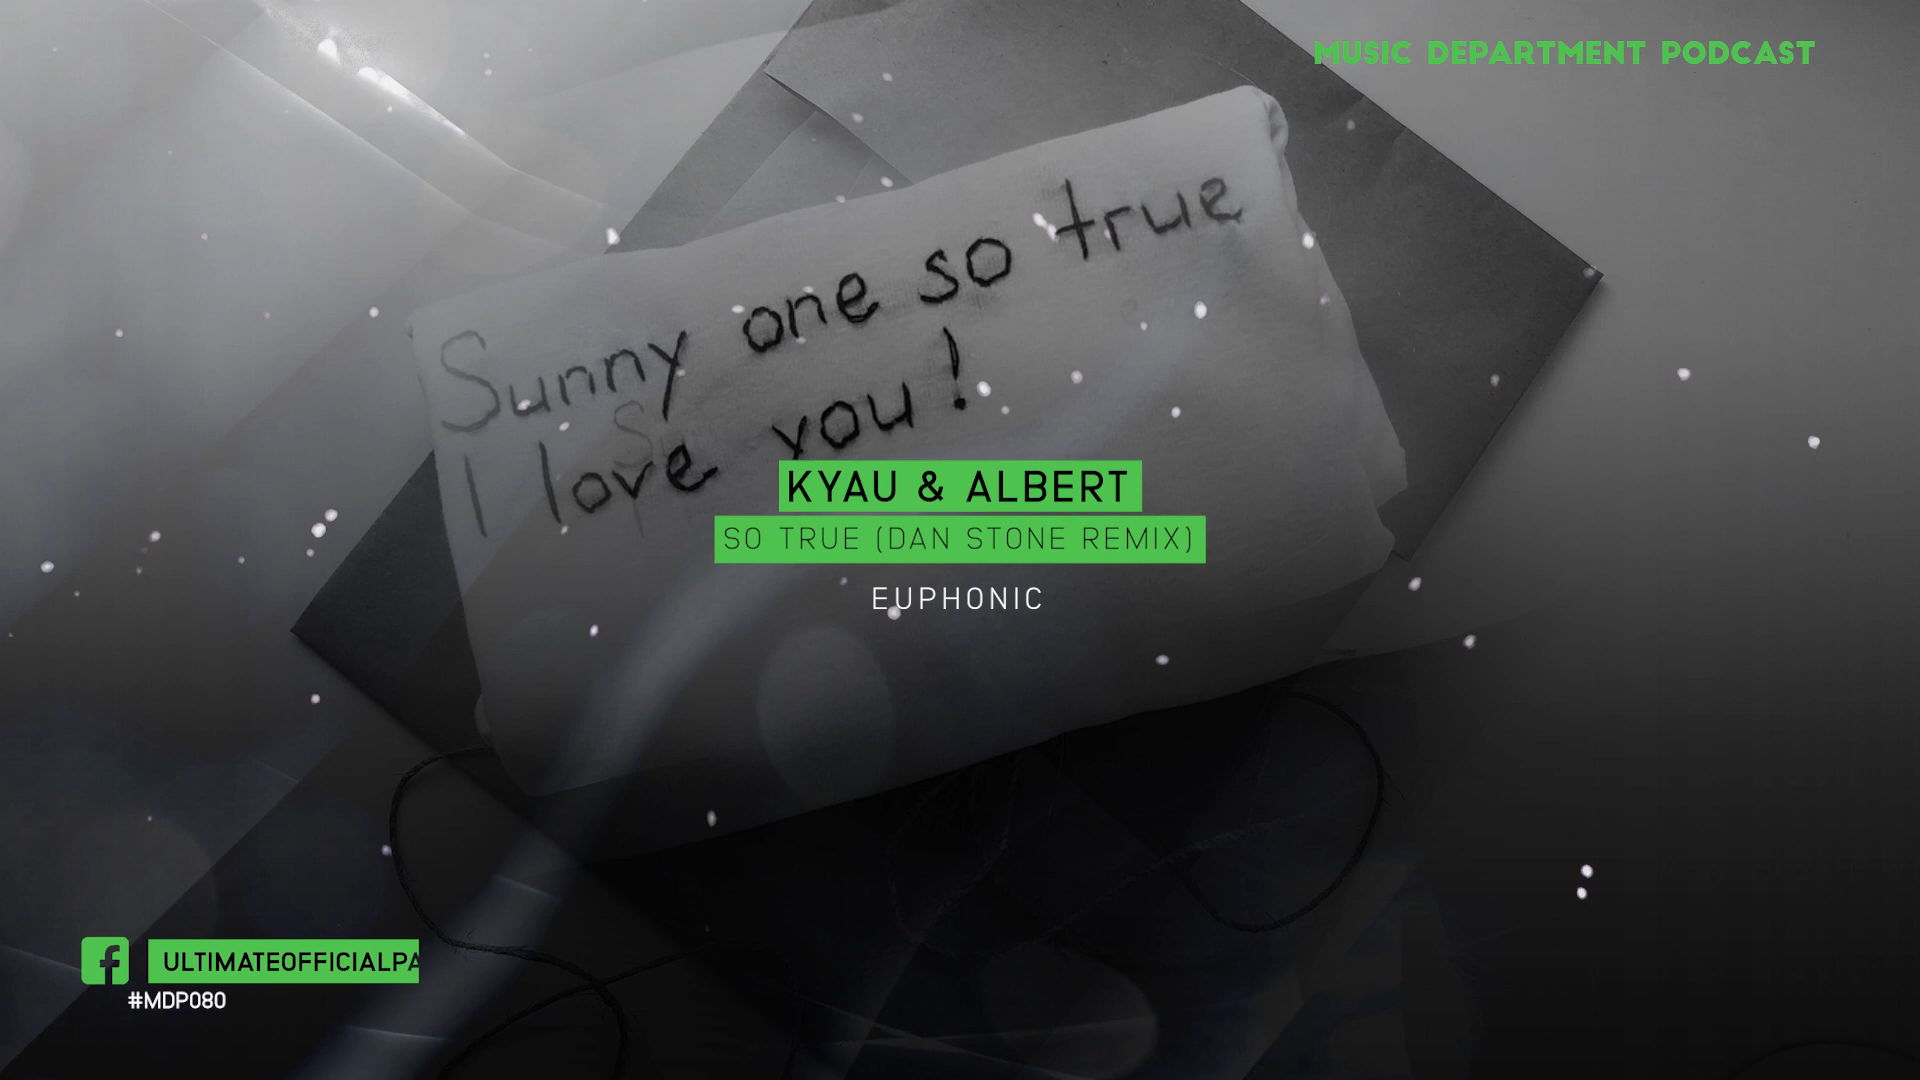 MUSIC DEPARTMENT PODCAST
Sunny one so true
I love you!
KYAU & ALBERT
SO TRUE (DAN STONE REMIX)
EUPHONIC
ULTIMATEOFFICIALPA
#MDP080